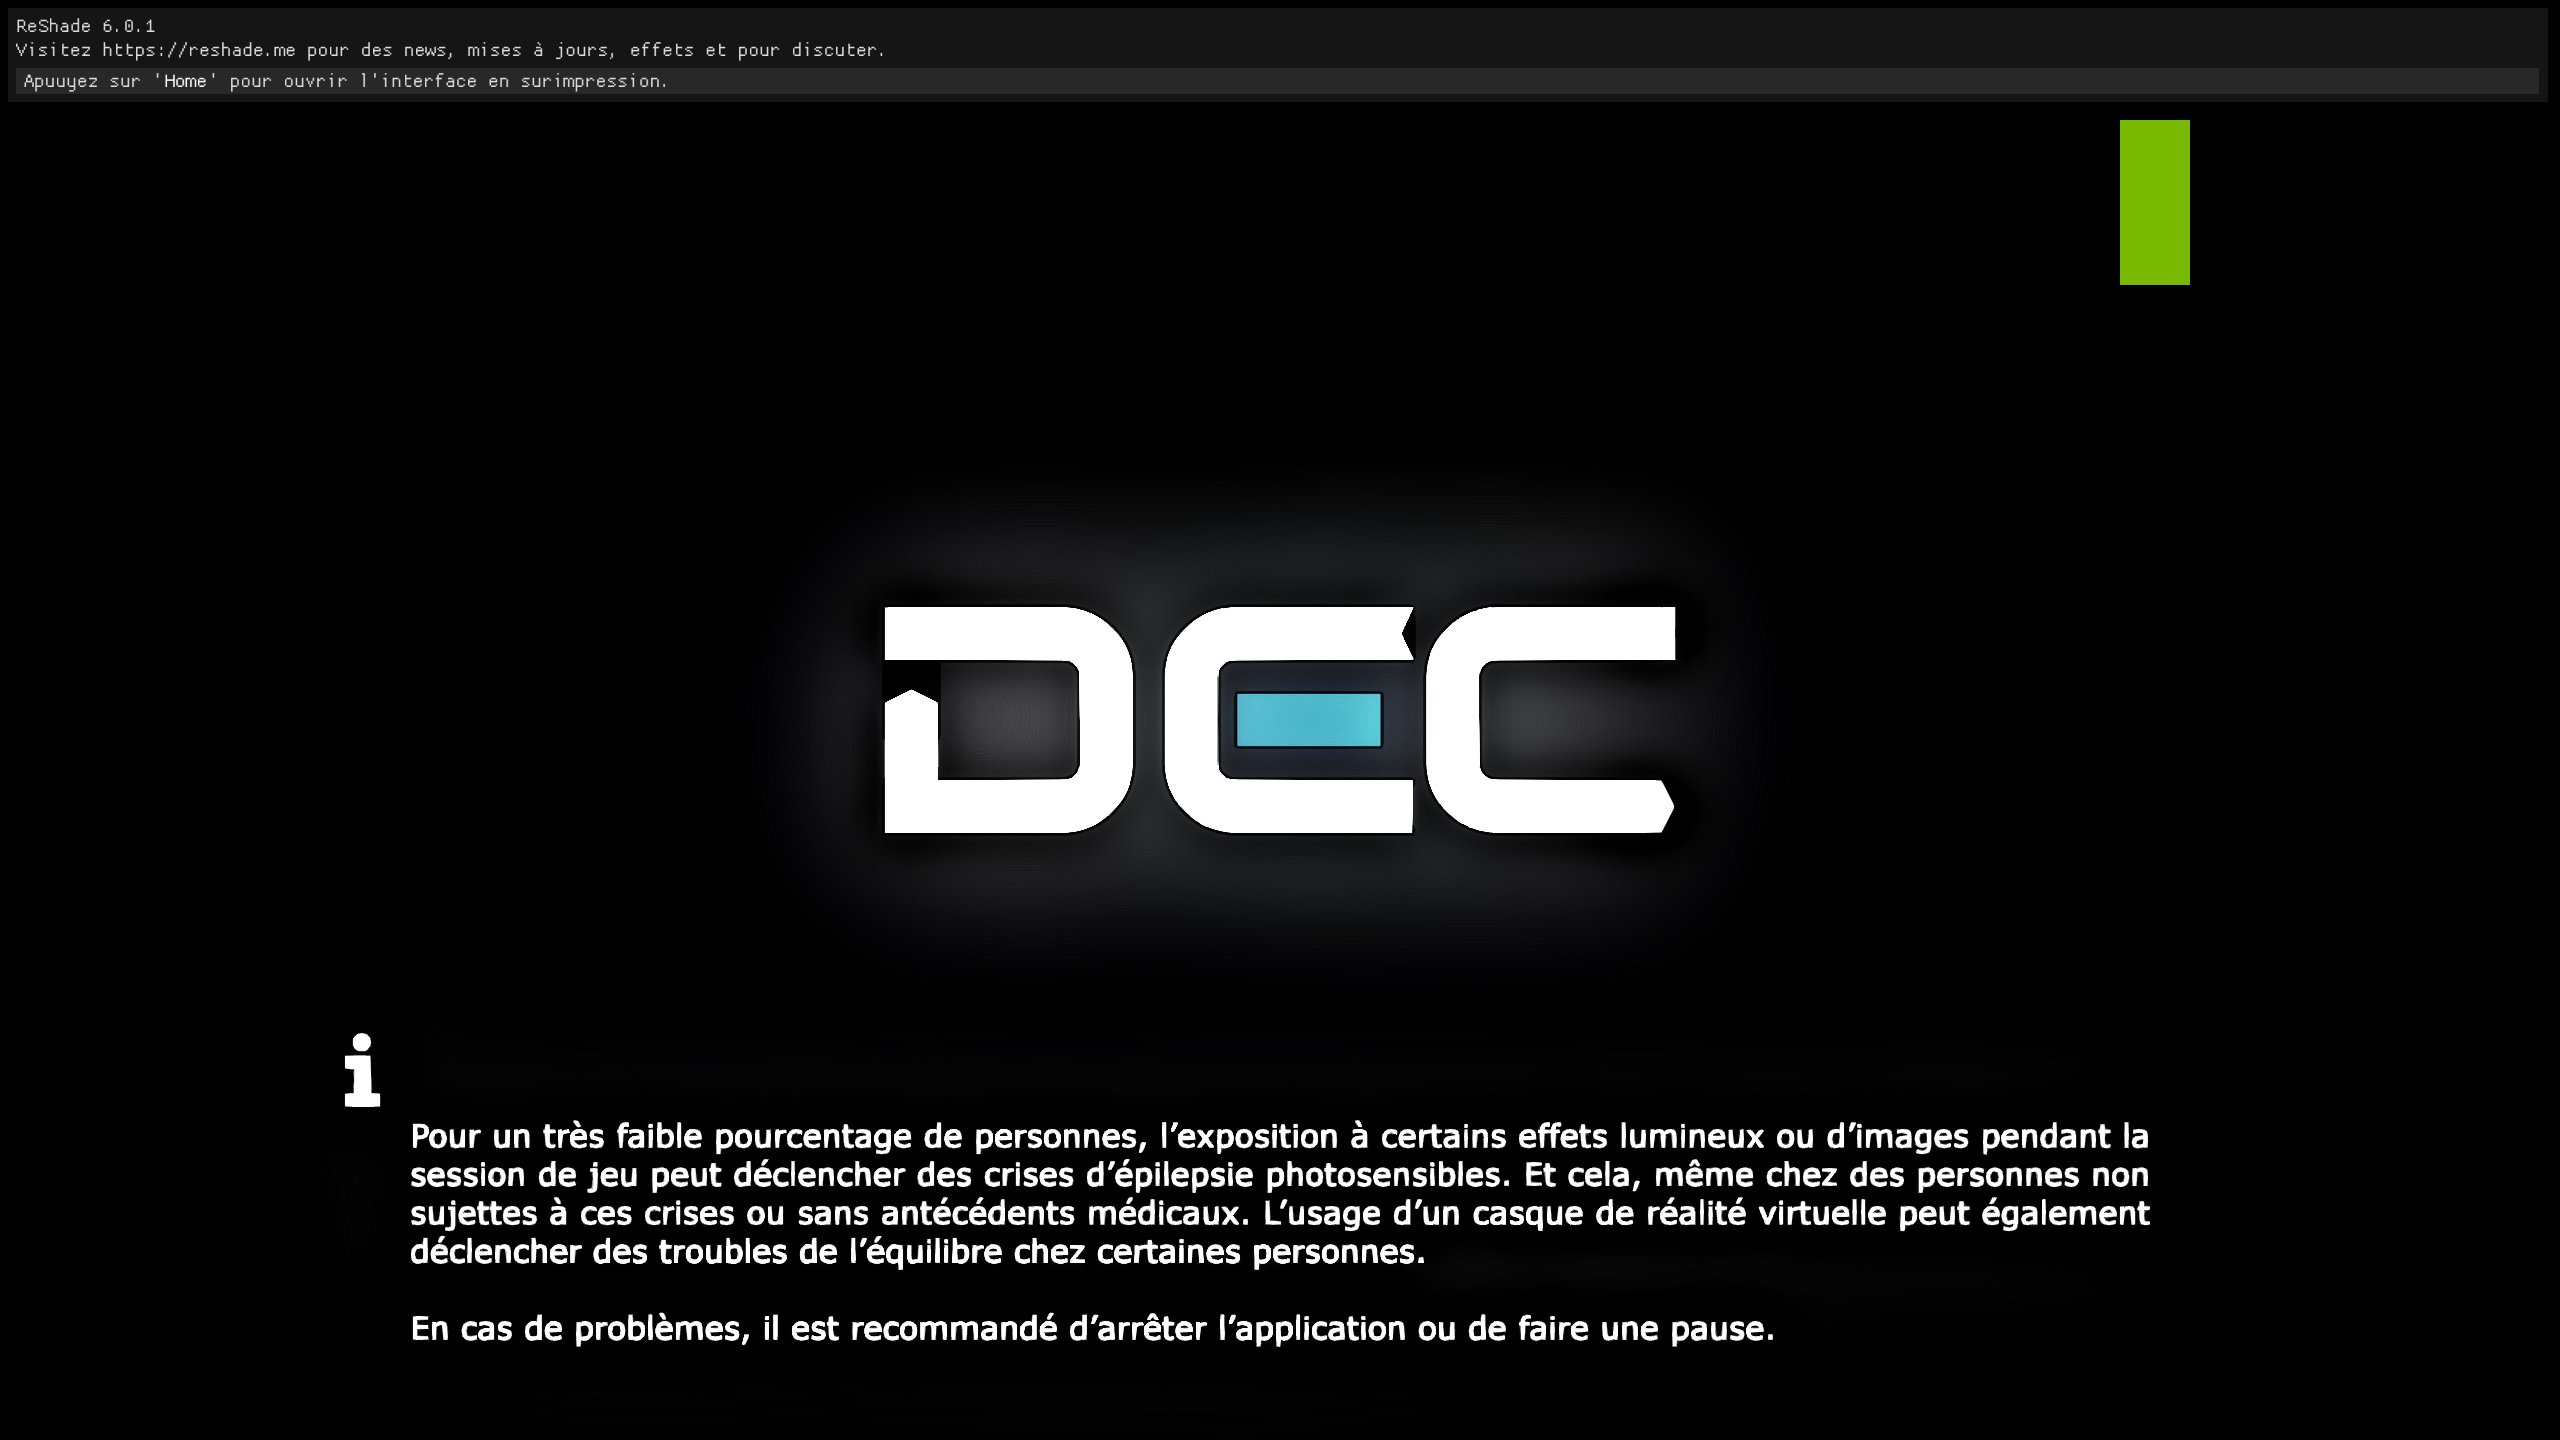 ReShade 6.0.1
Visitez https://reshade.me pour des news, mises à jours, effets et pour discuter.
Apuuyez sur 'Home' pour ouvrir l'interface en surimpression.
DEC
i
Pour un très faible pourcentage de personnes, l’exposition à certains effets lumineux ou d’images pendant la
session de jeu peut déclencher des crises d’épilepsie photosensibles. Et cela, même chez des personnes non
sujettes à ces crises ou sans antécédents médicaux. L’usage d’un casque de réalité virtuelle peut également
déclencher des troubles de l’équilibre chez certaines personnes.
En cas de problèmes, il est recommandé d’arrêter l’application ou de faire une pause.